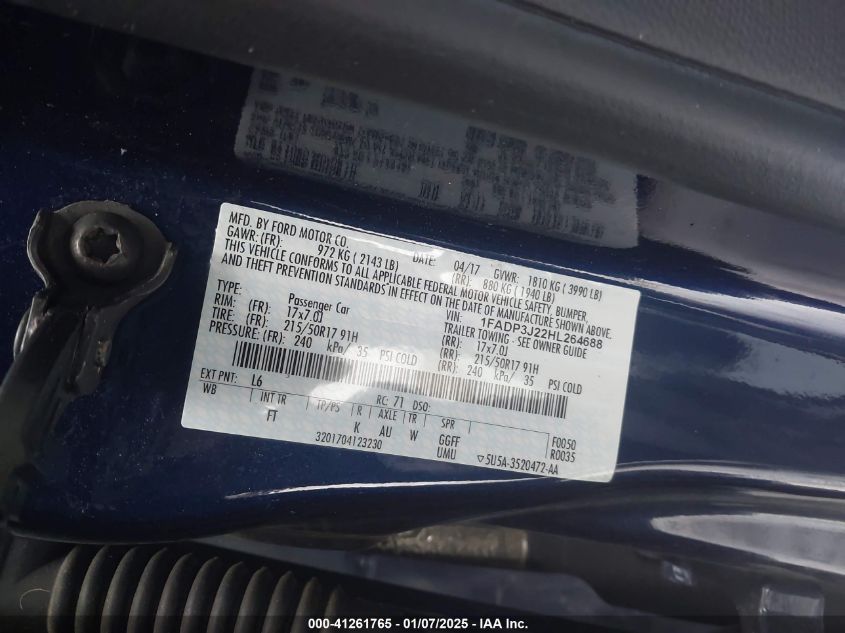 MFD. BY FORD MOTOR CO.
DATE: 04/17 GVWR: 1810 KG ( 3990 LB)
GAWR: (FR): 972 KG ( 2143 LB) (RR): 880 KG ( 1940 LB)
THIS VEHICLE CONFORMS TO ALL APPLICABLE FEDERAL MOTOR VEHICLE SAFETY, BUMPER,
AND THEFT PREVENTION STANDARDS IN EFFECT ON THE DATE OF MANUFACTURE SHOWN ABOVE.
VIN: 1FADP3J22HL264688
TYPE: Passenger Car TRAILER TOWING - SEE OWNER GUIDE
RIM: (FR): 17x7.0J (RR): 17x7.0J
TIRE: (FR): 215/50R17 91H (RR): 215/50R17 91H
PRESSURE: (FR): 240 kPa/ 35 PSI COLD (RR): 240 kPa/ 35 PSI COLD
EXT PNT: L6 RC: 71 DSO:
WB INT TR TP/PS R AXLE TR SPR F0050
FT K AU W GGFF R0035
3201704123230 UMU ▽5U5A-3520472-AA
000-41261765 - 01/07/2025 - IAA Inc.